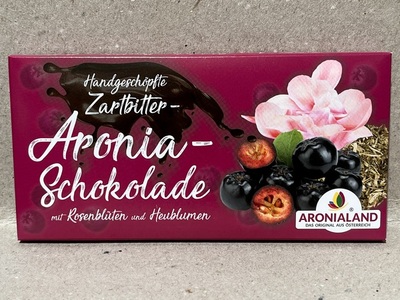 Handgeschöpfte
Zartbitter-
Aronia-
Schokolade
mit Rosenblüten und Heublumen
®
ARONIALAND
DAS ORIGINAL AUS ÖSTERREICH